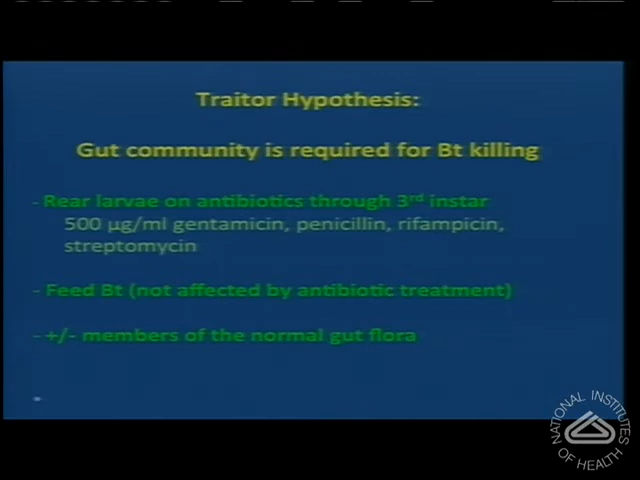 Traitor Hypothesis:
Gut community is required for Bt killing
- Rear larvae on antibiotics through 3rd instar
500 µg/ml gentamicin, penicillin, rifampicin,
streptomycin
- Feed Bt (not affected by antibiotic treatment)
- +/- members of the normal gut flora
NATIONAL INSTITUTES
OF HEALTH